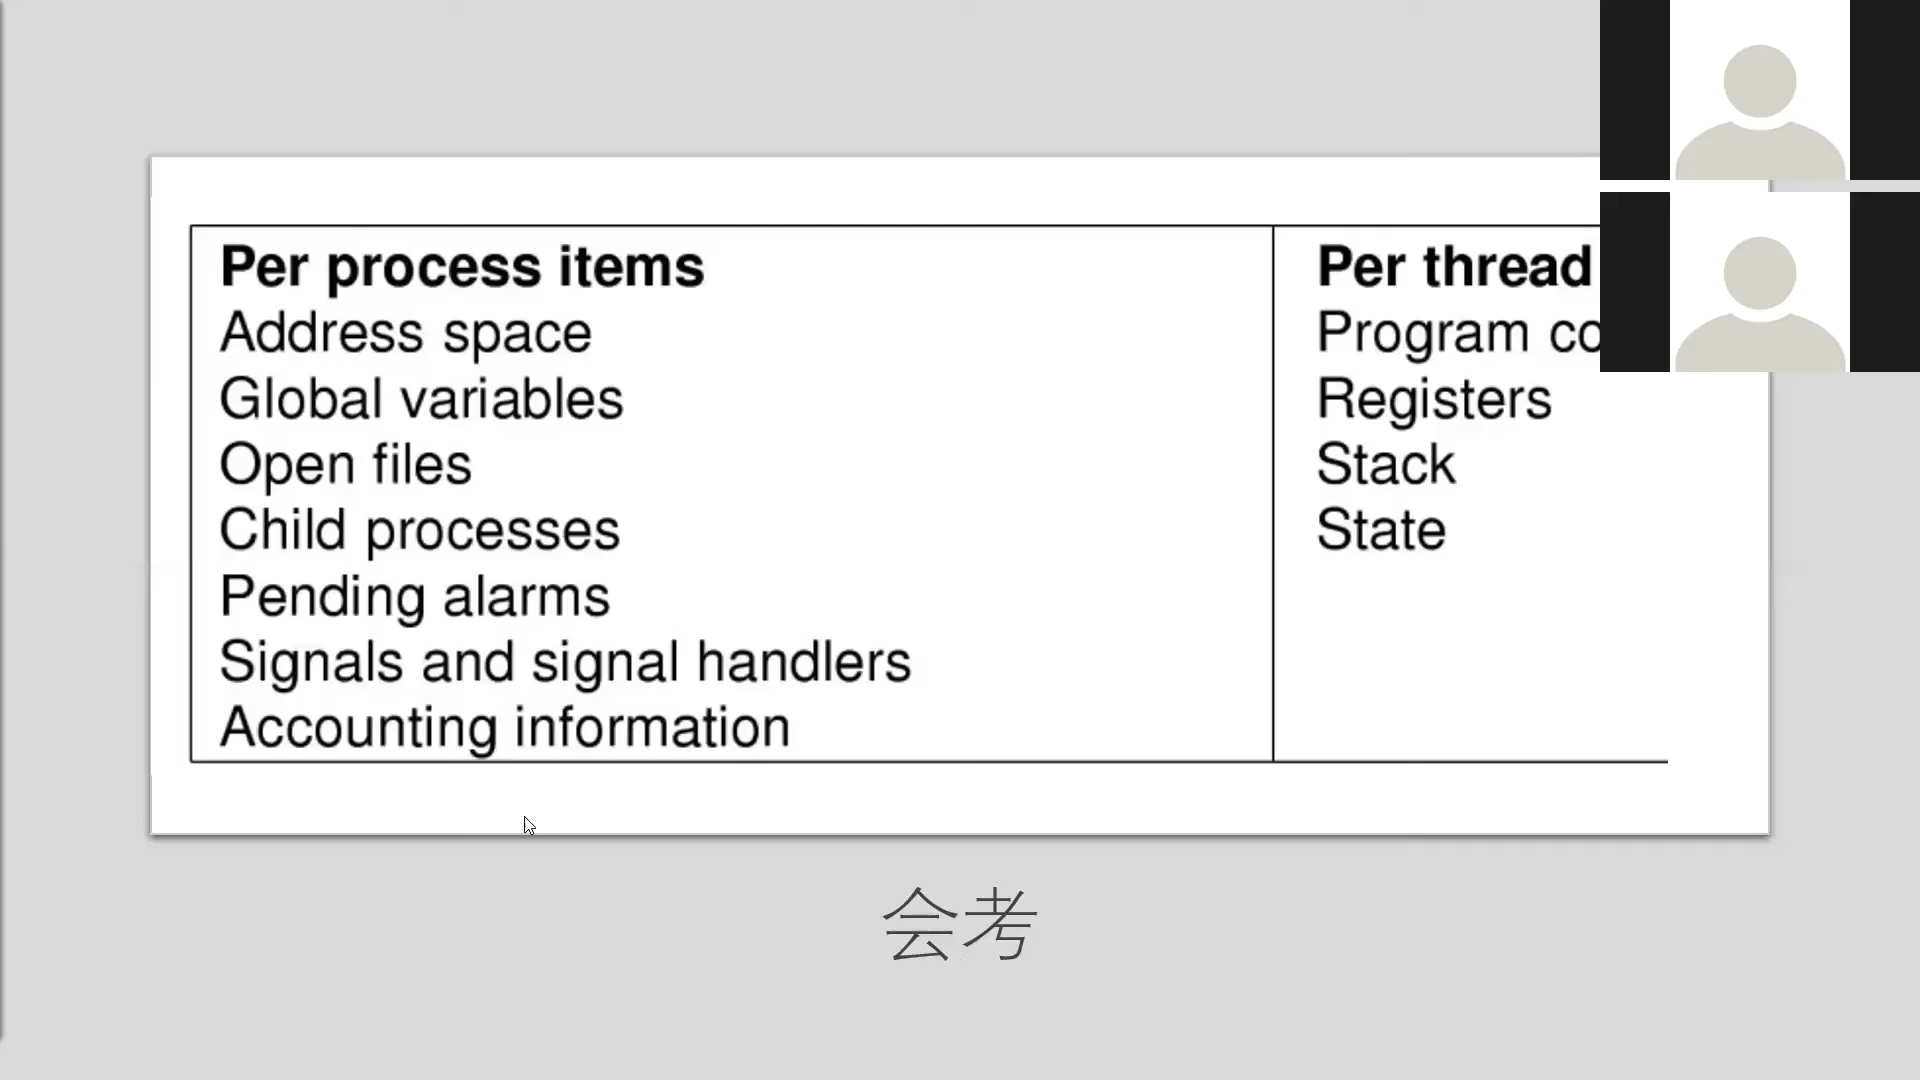 Per process items
Address space
Global variables
Open files
Child processes
Pending alarms
Signals and signal handlers
Accounting information
Per thread
Program
Registers
Stack
State
会考